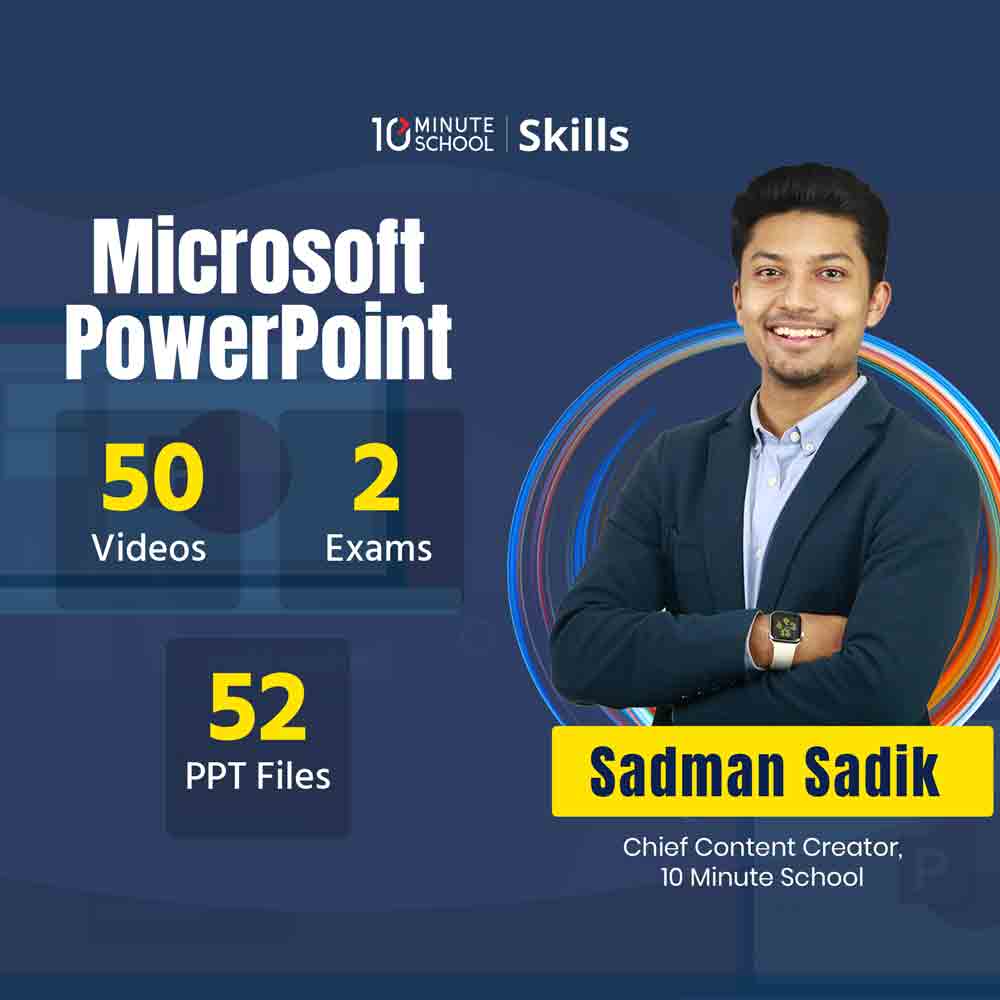 10 MINUTE SCHOOL | Skills
Microsoft
PowerPoint
50
Videos
2
Exams
52
PPT Files
Sadman Sadik
Chief Content Creator,
10 Minute School
P